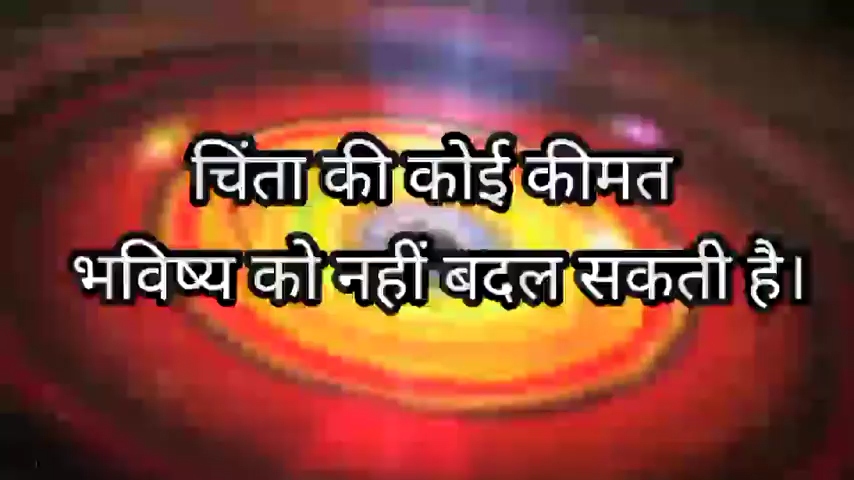 चिंता की कोई कीमत
भविष्य को नहीं बदल सकती है।